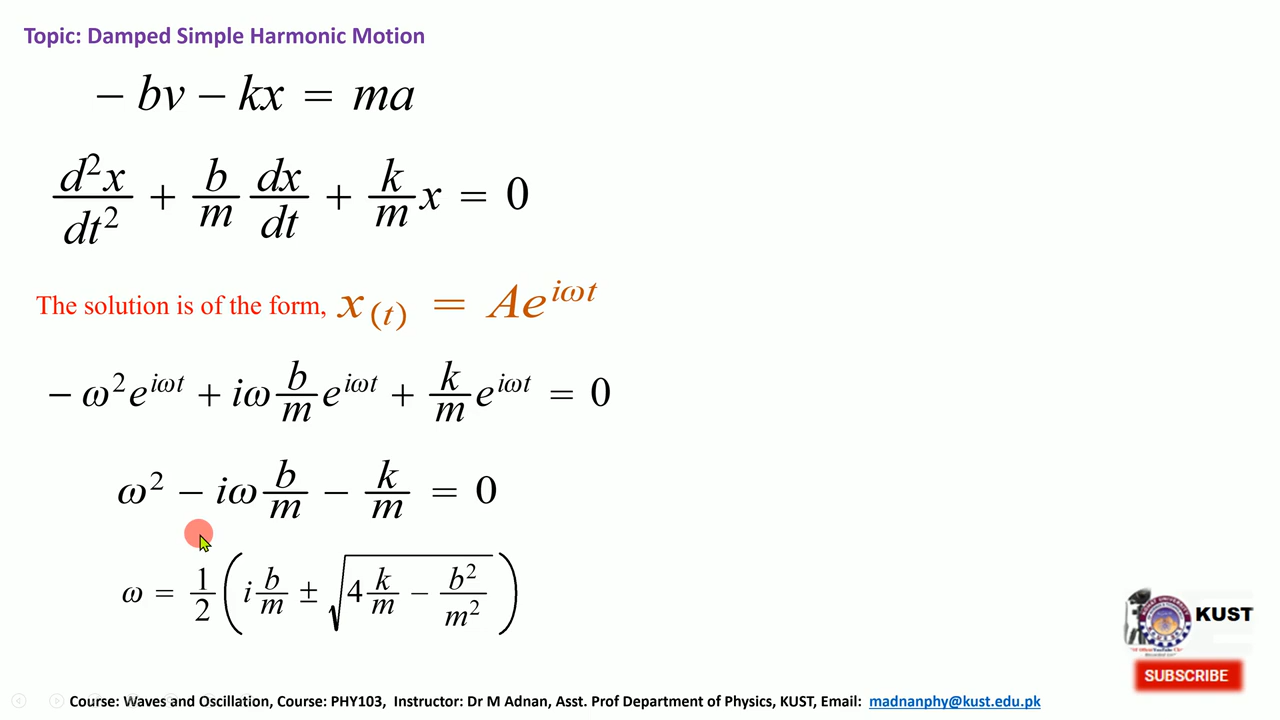 Topic: Damped Simple Harmonic Motion
− bv − kx = ma
d²x/dt² + b/m dx/dt + k/m x = 0
The solution is of the form, x₍t₎ = Ae^{iωt}
− ω²e^{iωt} + iω b/m e^{iωt} + k/m e^{iωt} = 0
ω² − iω b/m − k/m = 0
ω = 1/2 ( i b/m ± √(4 k/m − b²/m²) )
KUST
SUBSCRIBE
Course: Waves and Oscillation, Course: PHY103, Instructor: Dr M Adnan, Asst. Prof Department of Physics, KUST, Email: madnanphy@kust.edu.pk